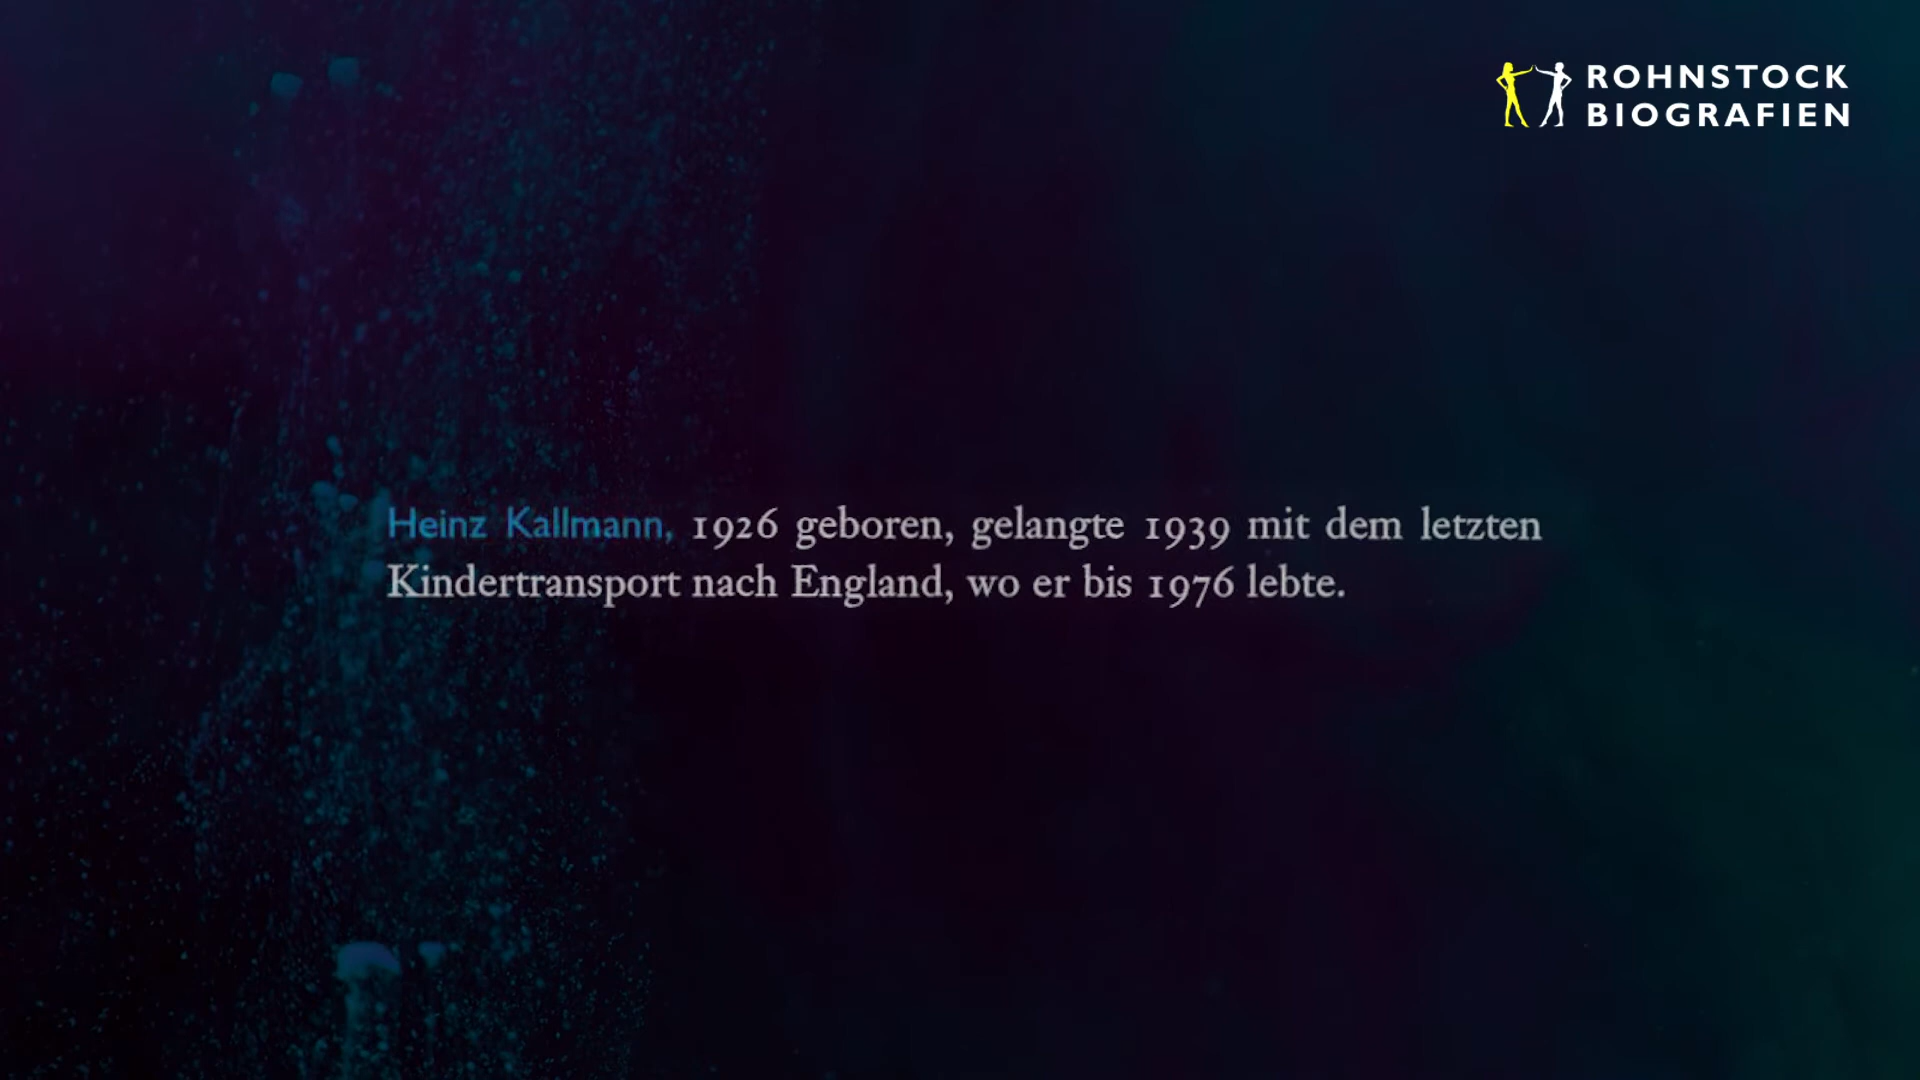 ROHNSTOCK
BIOGRAFIEN
Heinz Kallmann, 1926 geboren, gelangte 1939 mit dem letzten
Kindertransport nach England, wo er bis 1976 lebte.